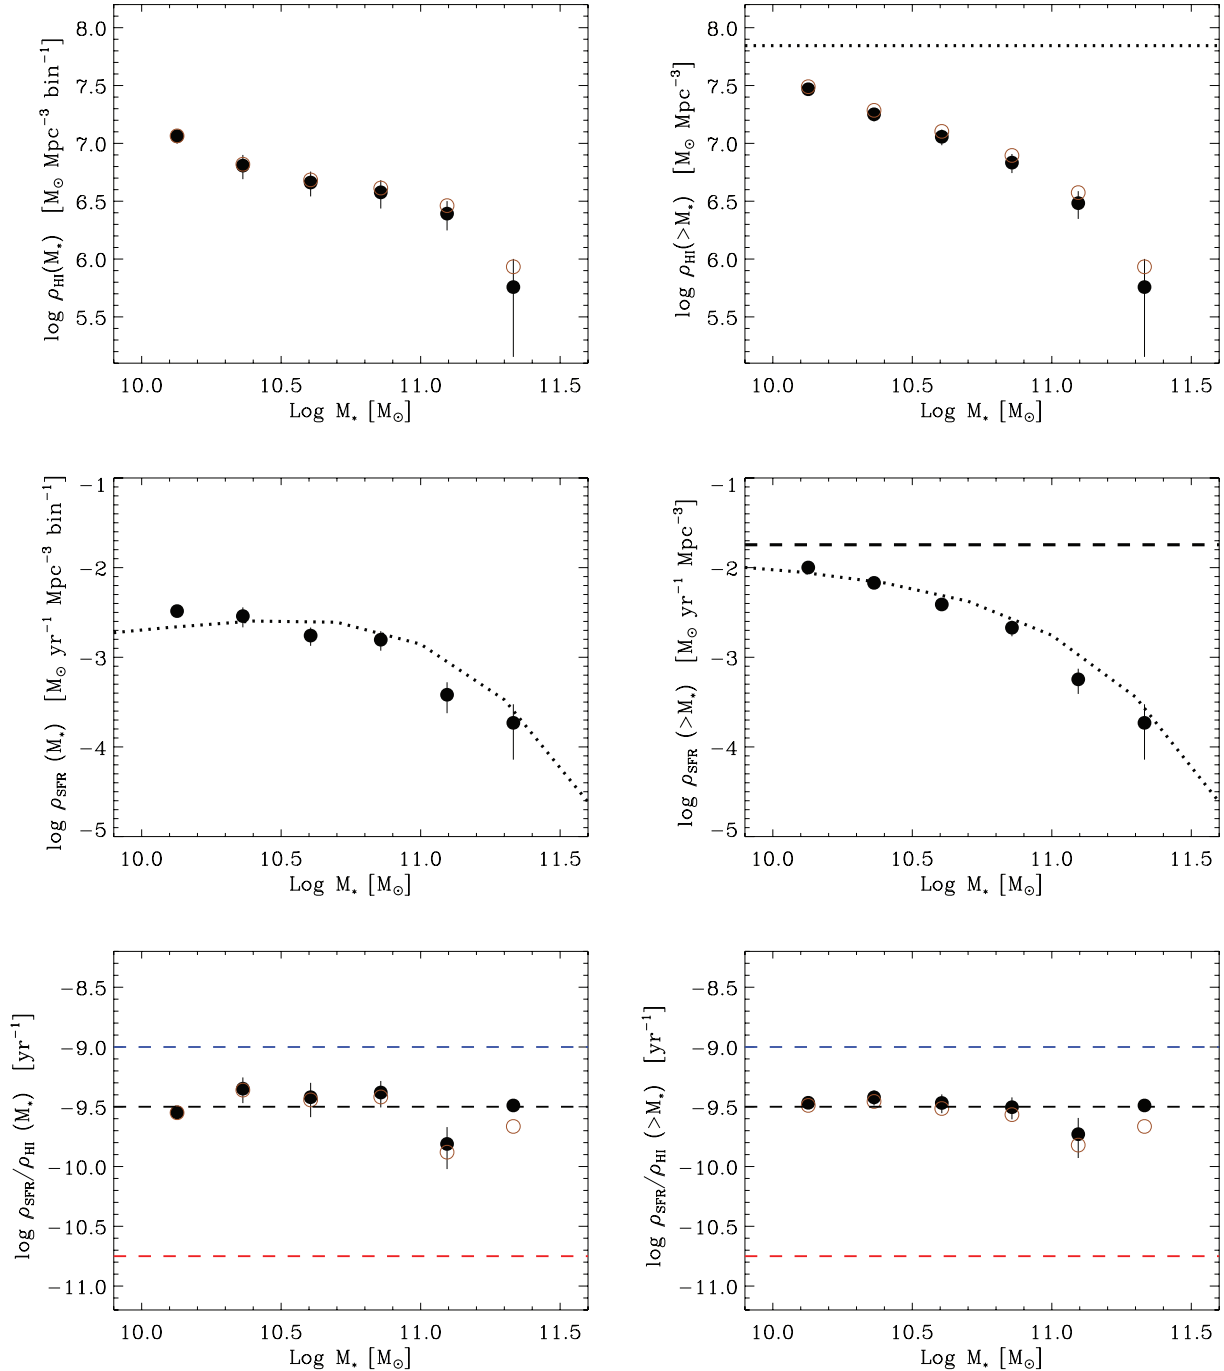 8.0
7.5
7.0
6.5
6.0
5.5
log ρHI(M*) [M⊙ Mpc−3 bin−1]
10.0 10.5 11.0 11.5
Log M* [M⊙]
8.0
7.5
7.0
6.5
6.0
5.5
log ρHI(>M*) [M⊙ Mpc−3]
10.0 10.5 11.0 11.5
Log M* [M⊙]
−1
−2
−3
−4
−5
log ρSFR (M*) [M⊙ yr−1 Mpc−3 bin−1]
10.0 10.5 11.0 11.5
Log M* [M⊙]
−1
−2
−3
−4
−5
log ρSFR (>M*) [M⊙ yr−1 Mpc−3]
10.0 10.5 11.0 11.5
Log M* [M⊙]
−8.5
−9.0
−9.5
−10.0
−10.5
−11.0
log ρSFR/ρHI (M*) [yr−1]
10.0 10.5 11.0 11.5
Log M* [M⊙]
−8.5
−9.0
−9.5
−10.0
−10.5
−11.0
log ρSFR/ρHI (>M*) [yr−1]
10.0 10.5 11.0 11.5
Log M* [M⊙]